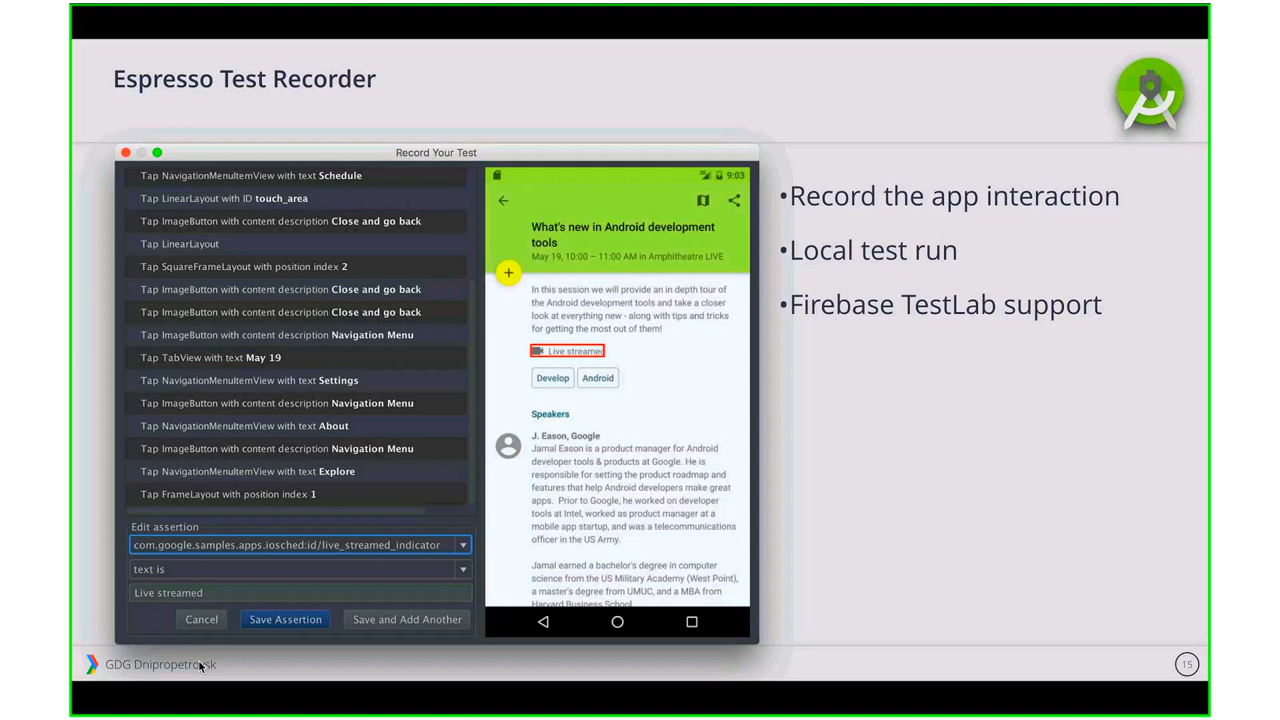 Espresso Test Recorder
Record Your Test
Tap NavigationMenuItemView with text Schedule
Tap LinearLayout with ID touch_area
Tap ImageButton with content description Close and go back
Tap LinearLayout
Tap SquareFrameLayout with position index 2
Tap ImageButton with content description Close and go back
Tap ImageButton with content description Close and go back
Tap ImageButton with content description Navigation Menu
Tap TabView with text May 19
Tap NavigationMenuItemView with text Settings
Tap ImageButton with content description Navigation Menu
Tap NavigationMenuItemView with text About
Tap ImageButton with content description Navigation Menu
Tap NavigationMenuItemView with text Explore
Tap FrameLayout with position index 1
Edit assertion
com.google.samples.apps.iosched:id/live_streamed_indicator
text is
Live streamed
Cancel
Save Assertion
Save and Add Another
9:03
What's new in Android development
tools
May 19, 10:00 – 11:00 AM in Amphitheatre LIVE
+
In this session we will provide an in depth tour of
the Android development tools and take a closer
look at everything new - along with tips and tricks
for getting the most out of them!
Live streamed
Develop
Android
Speakers
J. Eason, Google
Jamal Eason is a product manager for Android
developer tools & products at Google. He is
responsible for setting the product roadmap and
features that help Android developers make great
apps. Prior to Google, he worked on developer
tools at Intel, worked as product manager at a
mobile app startup, and was a telecommunications
officer in the US Army.
Jamal earned a bachelor's degree in computer
science from the US Military Academy (West Point),
a master's degree from UMUC, and a MBA from
Harvard Business School
•Record the app interaction
•Local test run
•Firebase TestLab support
GDG Dnipropetrovsk
15